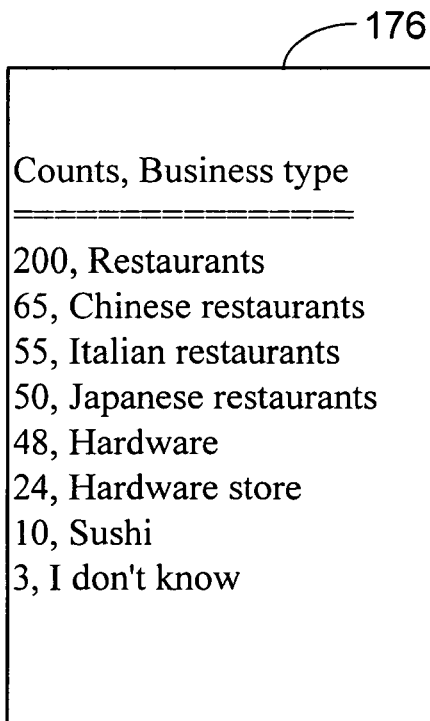 176
Counts, Business type
================
200, Restaurants
65, Chinese restaurants
55, Italian restaurants
50, Japanese restaurants
48, Hardware
24, Hardware store
10, Sushi
3, I don't know